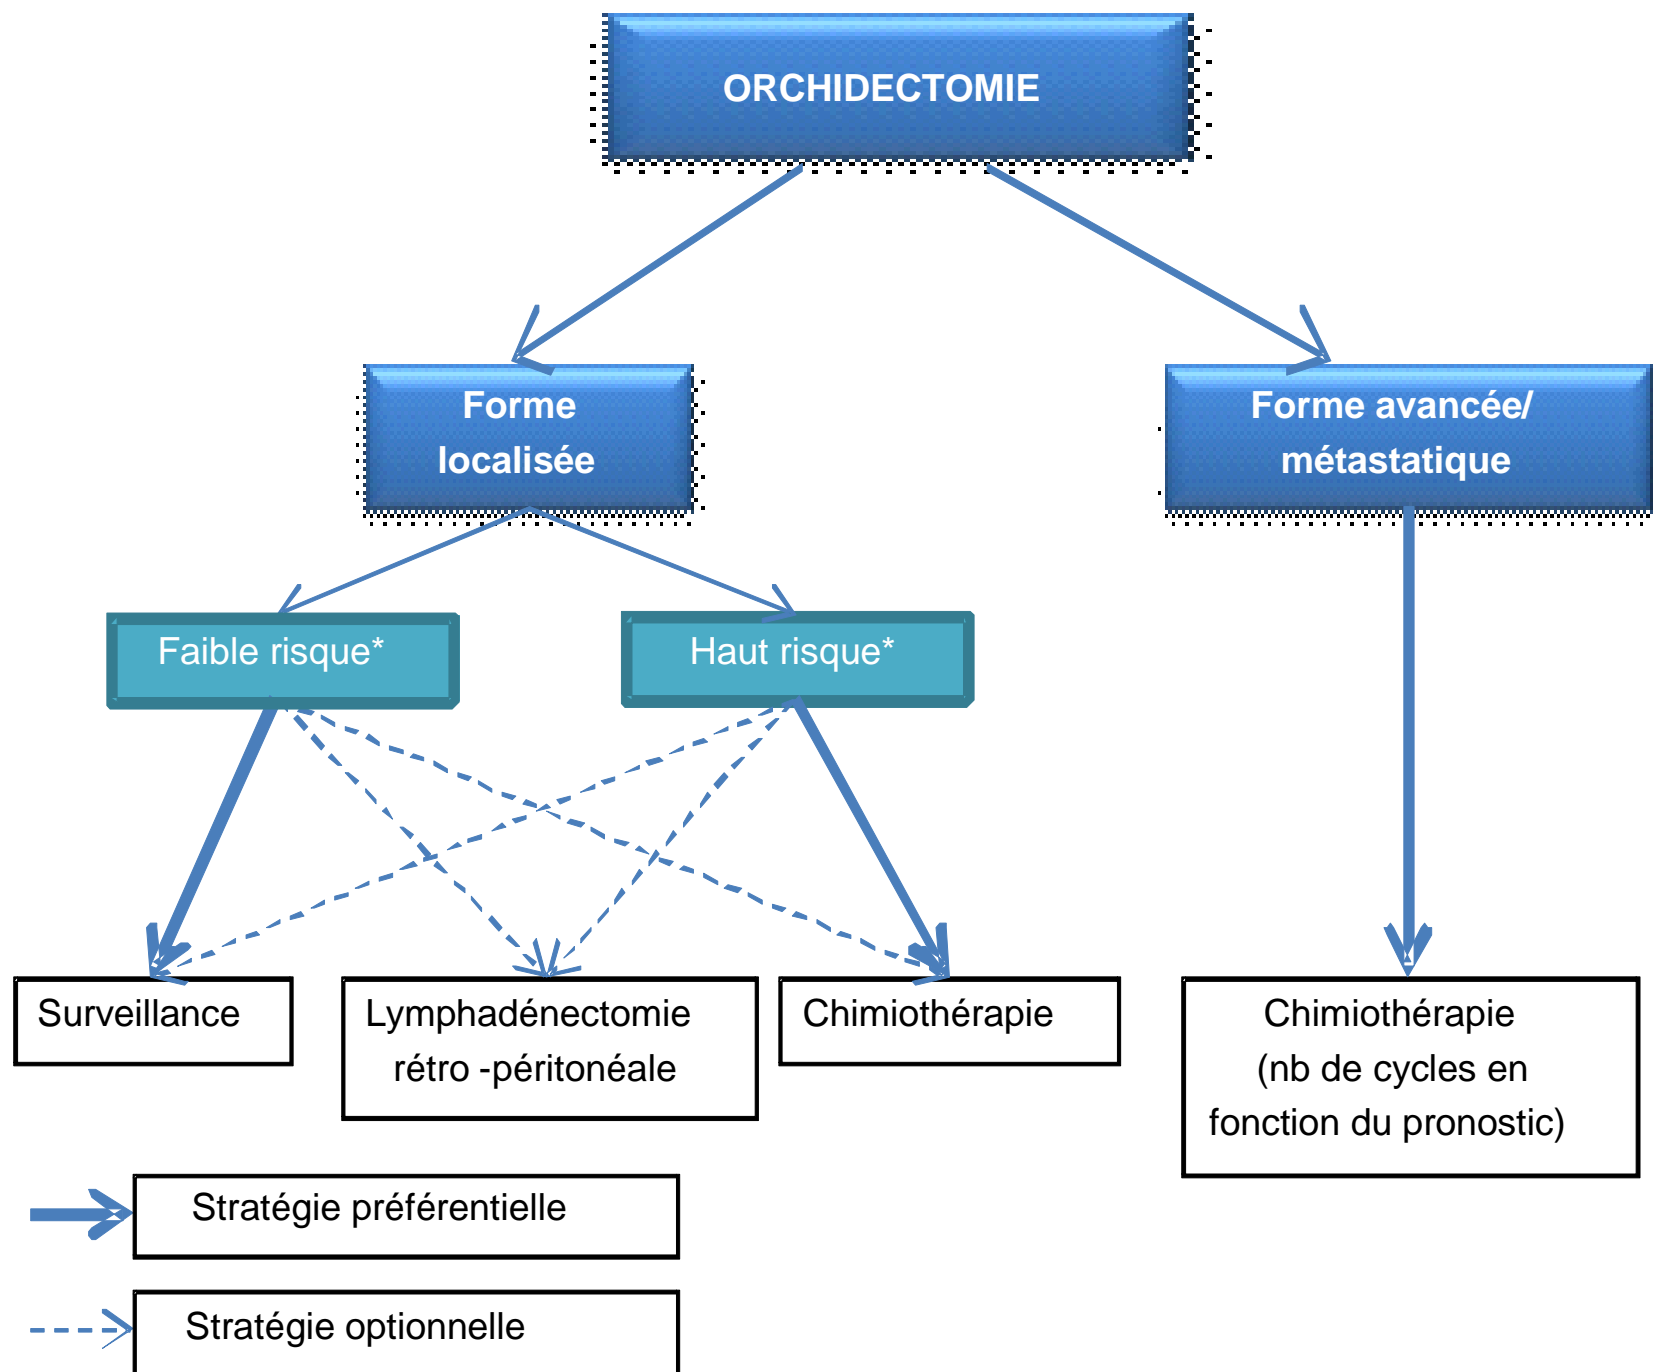 ORCHIDECTOMIE
Forme
localisée
Forme avancée/
métastatique
Faible risque*
Haut risque*
Surveillance
Lymphadénectomie
rétro -péritonéale
Chimiothérapie
Chimiothérapie
(nb de cycles en
fonction du pronostic)
Stratégie préférentielle
Stratégie optionnelle